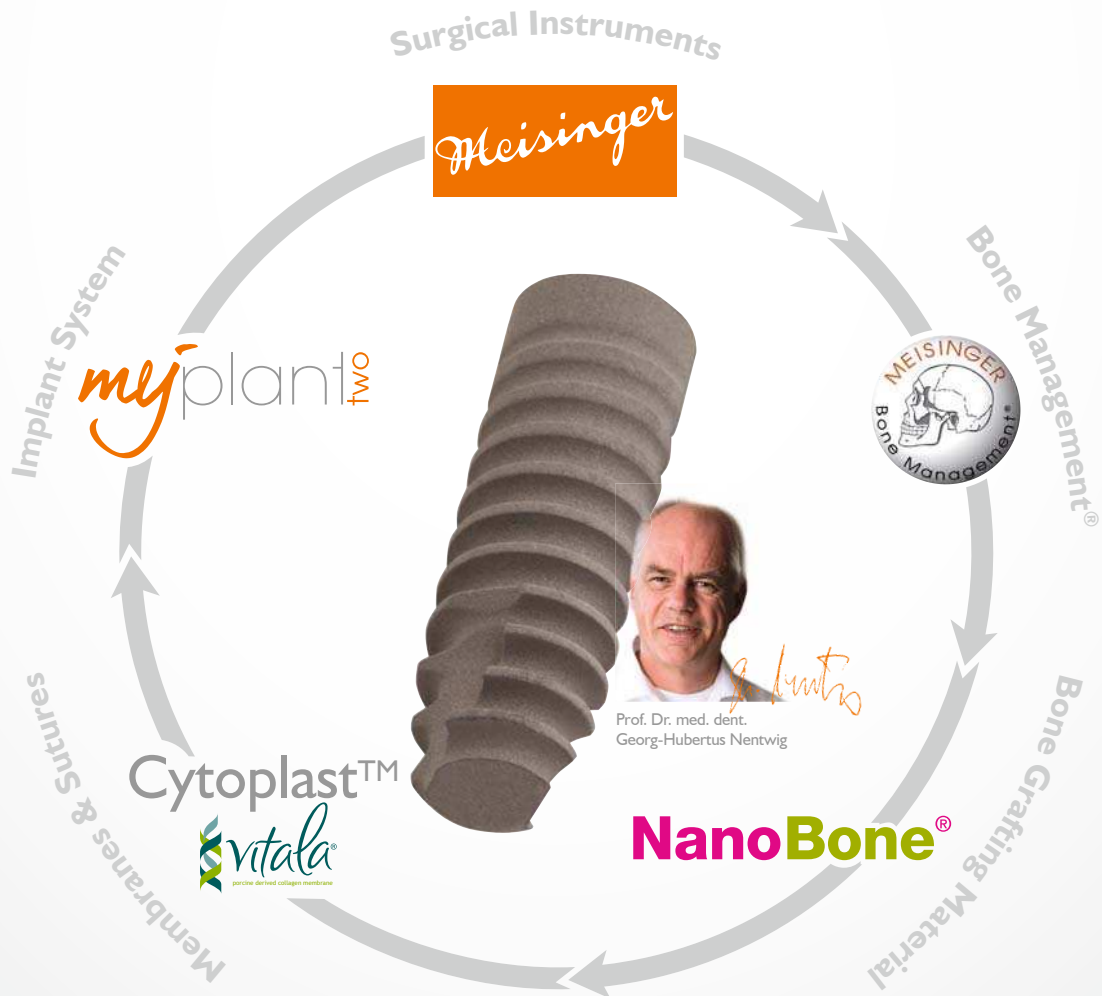 Surgical Instruments
Meisinger
Implant System
myplant two
Bone Management®
MEISINGER
Bone Management®
Prof. Dr. med. dent.
Georg-Hubertus Nentwig
Membranes & Sutures
Cytoplast™
vitala®
porcine derived collagen membrane
NanoBone®
Bone Grafting Material